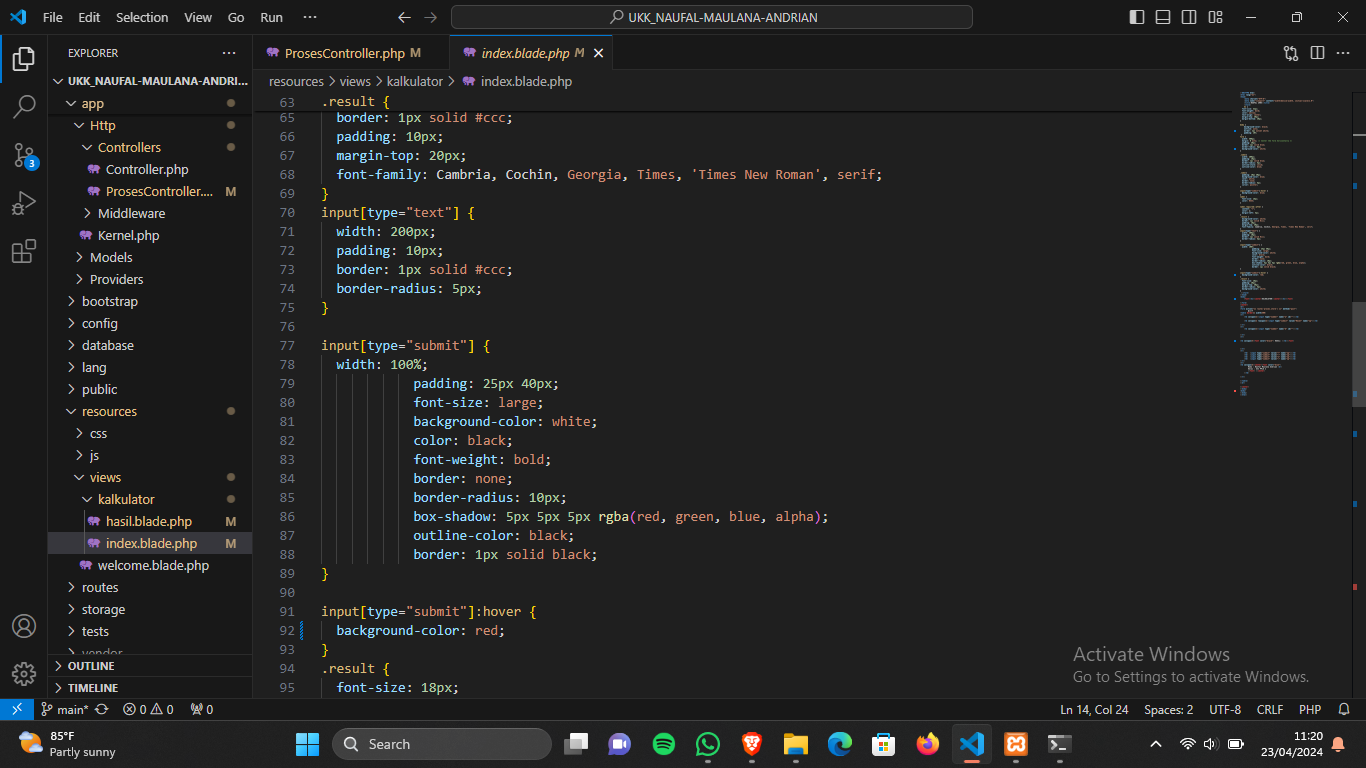 File Edit Selection View Go Run ··· UKK_NAUFAL-MAULANA-ANDRIAN
EXPLORER ···
UKK_NAUFAL-MAULANA-ANDRI...
app
Http
Controllers
Controller.php
ProsesController.... M
Middleware
Kernel.php
Models
Providers
bootstrap
config
database
lang
public
resources
css
js
views
kalkulator
hasil.blade.php M
index.blade.php M
welcome.blade.php
routes
storage
tests
vendor
OUTLINE
TIMELINE
3
ProsesController.php M index.blade.php M
resources > views > kalkulator > index.blade.php
63 .result {
65 border: 1px solid #ccc;
66 padding: 10px;
67 margin-top: 20px;
68 font-family: Cambria, Cochin, Georgia, Times, 'Times New Roman', serif;
69 }
70 input[type="text"] {
71 width: 200px;
72 padding: 10px;
73 border: 1px solid #ccc;
74 border-radius: 5px;
75 }
76
77 input[type="submit"] {
78 width: 100%;
79 padding: 25px 40px;
80 font-size: large;
81 background-color: white;
82 color: black;
83 font-weight: bold;
84 border: none;
85 border-radius: 10px;
86 box-shadow: 5px 5px 5px rgba(red, green, blue, alpha);
87 outline-color: black;
88 border: 1px solid black;
89 }
90
91 input[type="submit"]:hover {
92 background-color: red;
93 }
94 .result {
95 font-size: 18px;
Activate Windows
Go to Settings to activate Windows.
main* 0 0 0 Ln 14, Col 24 Spaces: 2 UTF-8 CRLF PHP
85°F
Partly sunny
Search
11:20
23/04/2024